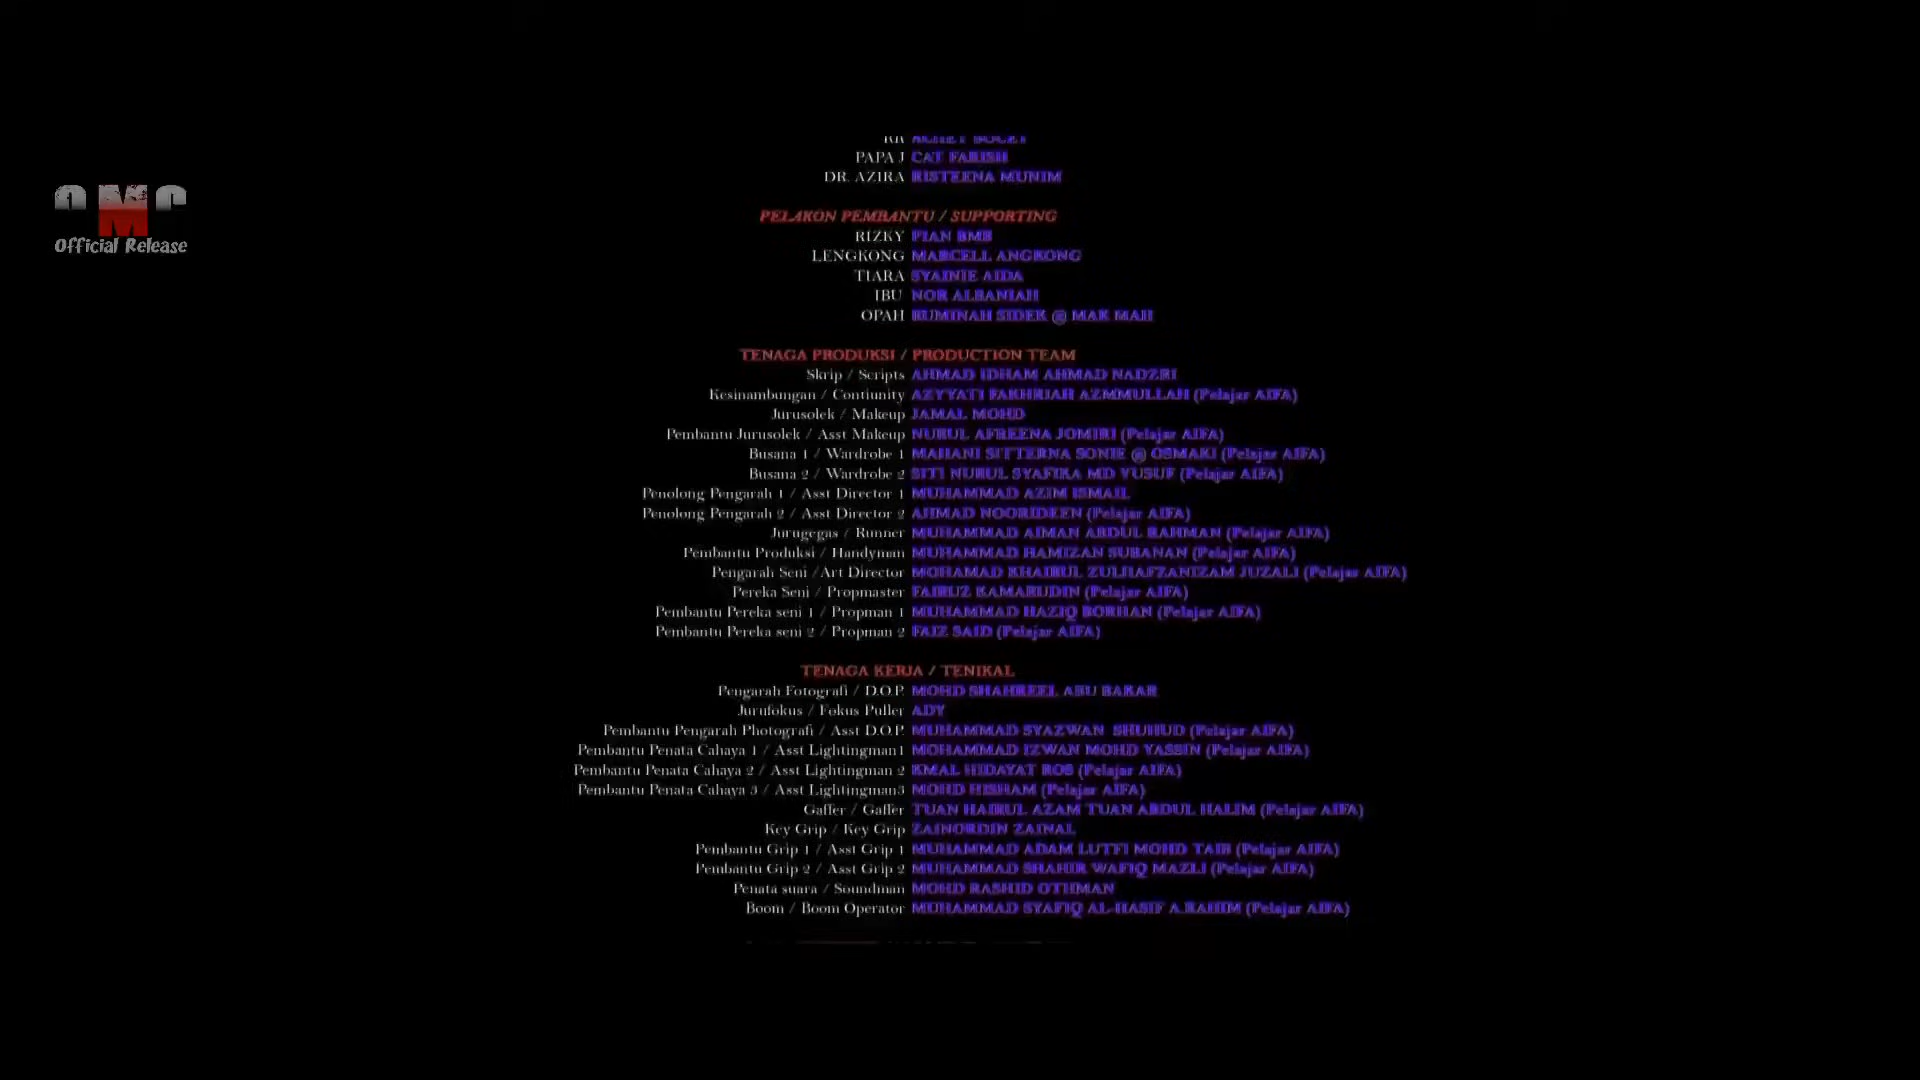 PAPA J CAT FARISH
DR. AZIRA RISTEENA MUNIM
OMC
Official Release
PELAKON PEMBANTU / SUPPORTING
RIZKY PIAN BMB
LENGKONG MARCELL ANGKONG
TIARA SYAINIE AIDA
IBU NOR ALBANIAH
OPAH RUMINAH SIDEK @ MAK MAH
TENAGA PRODUKSI / PRODUCTION TEAM
Skrip / Scripts AHMAD IDHAM AHMAD NADZRI
Kesinambungan / Contiunity AZYYATI FAKHRIAH AZMMULLAH (Pelajar AIFA)
Jurusolek / Makeup JAMAL MOHD
Pembantu Jurusolek / Asst Makeup NURUL AFREENA JOMIRI (Pelajar AIFA)
Busana 1 / Wardrobe 1 MAHANI SITTERNA SONIE @ OSMAKI (Pelajar AIFA)
Busana 2 / Wardrobe 2 SITI NURUL SYAFIKA MD YUSUF (Pelajar AIFA)
Penolong Pengarah 1 / Asst Director 1 MUHAMMAD AZIM ISMAIL
Penolong Pengarah 2 / Asst Director 2 AHMAD NOORIDEEN (Pelajar AIFA)
Jurugegas / Runner MUHAMMAD AIMAN ABDUL RAHMAN (Pelajar AIFA)
Pembantu Produksi / Handyman MUHAMMAD HAMIZAN SUBANAN (Pelajar AIFA)
Pengarah Seni /Art Director MOHAMAD KHAIRUL ZULHAFZANIZAM JUZALI (Pelajar AIFA)
Pereka Seni / Propmaster FAIRUZ KAMARUDIN (Pelajar AIFA)
Pembantu Pereka seni 1 / Propman 1 MUHAMMAD HAZIQ BORHAN (Pelajar AIFA)
Pembantu Pereka seni 2 / Propman 2 FAIZ SAID (Pelajar AIFA)
TENAGA KERJA / TENIKAL
Pengarah Fotografi / D.O.P. MOHD SHAHREEL ABU BAKAR
Jurufokus / Fokus Puller ADY
Pembantu Pengarah Photografi / Asst D.O.P. MUHAMMAD SYAZWAN SHUHUD (Pelajar AIFA)
Pembantu Penata Cahaya 1 / Asst Lightingman1 MOHAMMAD IZWAN MOHD YASSIN (Pelajar AIFA)
Pembantu Penata Cahaya 2 / Asst Lightingman 2 KMAL HIDAYAT ROS (Pelajar AIFA)
Pembantu Penata Cahaya 3 / Asst Lightingman3 MOHD HISHAM (Pelajar AIFA)
Gaffer / Gaffer TUAN HAIRUL AZAM TUAN ABDUL HALIM (Pelajar AIFA)
Key Grip / Key Grip ZAINORDIN ZAINAL
Pembantu Grip 1 / Asst Grip 1 MUHAMMAD ADAM LUTFI MOHD TAIB (Pelajar AIFA)
Pembantu Grip 2 / Asst Grip 2 MUHAMMAD SHAHIR WAFIQ MAZLI (Pelajar AIFA)
Penata suara / Soundman MOHD RASHID OTHMAN
Boom / Boom Operator MUHAMMAD SYAFIQ AL-HASIF A.RAHIM (Pelajar AIFA)